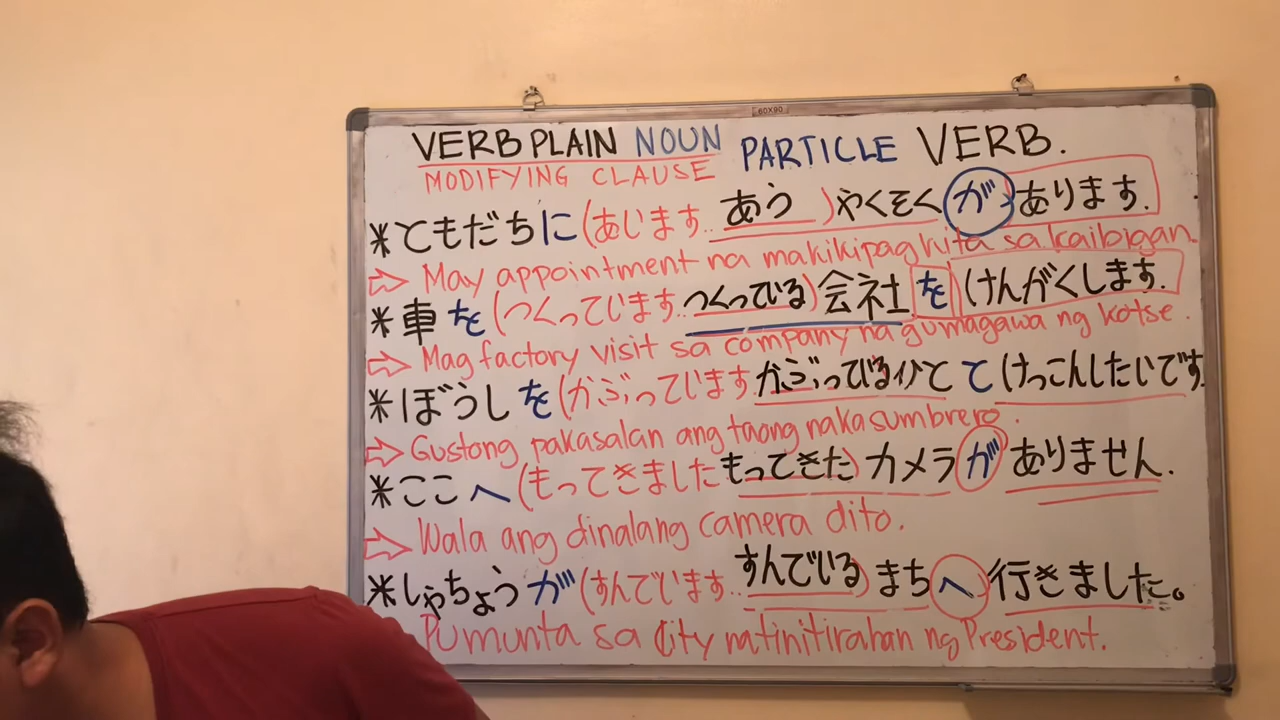 60X90
VERB PLAIN NOUN PARTICLE VERB.
MODIFYING CLAUSE
*ともだちに(あじます..あう)やくそくがあります.
⇨ May appointment na makikipagkita sa kaibigan
*車を(つくっています..つくっている)会社をけんがくします.
⇨ Mag factory visit sa company na gumagawa ng kotse.
*ぼうしを(かぶっています..かぶっているひととけっこんしたいです.
⇨ Gustong pakasalan ang taong nakasumbrero.
*ここへ(もってきました..もってきた)カメラがありません.
⇨ Wala ang dinalang camera dito.
*しゃちょうが(すんでいます..すんでいる)まちへ行きました。
Pumunta sa City na tinitirahan ng President.